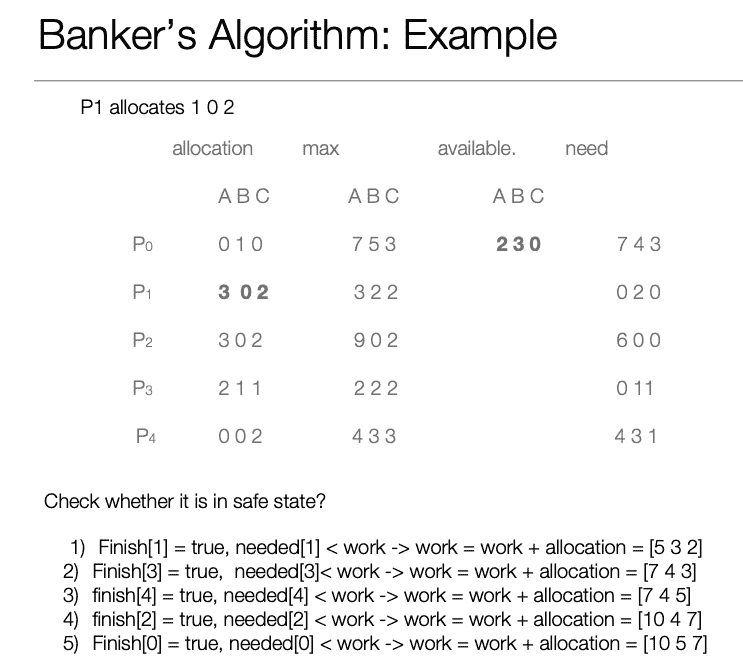 Banker's Algorithm: Example
P1 allocates 1 0 2
allocation max available. need
A B C A B C A B C
P0 0 1 0 7 5 3 2 3 0 7 4 3
P1 3 0 2 3 2 2 0 2 0
P2 3 0 2 9 0 2 6 0 0
P3 2 1 1 2 2 2 0 11
P4 0 0 2 4 3 3 4 3 1
Check whether it is in safe state?
1) Finish[1] = true, needed[1] < work -> work = work + allocation = [5 3 2]
2) Finish[3] = true, needed[3]< work -> work = work + allocation = [7 4 3]
3) finish[4] = true, needed[4] < work -> work = work + allocation = [7 4 5]
4) finish[2] = true, needed[2] < work -> work = work + allocation = [10 4 7]
5) Finish[0] = true, needed[0] < work -> work = work + allocation = [10 5 7]